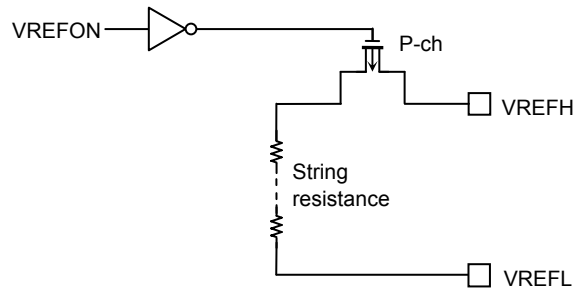 VREFON
P-ch
VREFH
String
resistance
VREFL